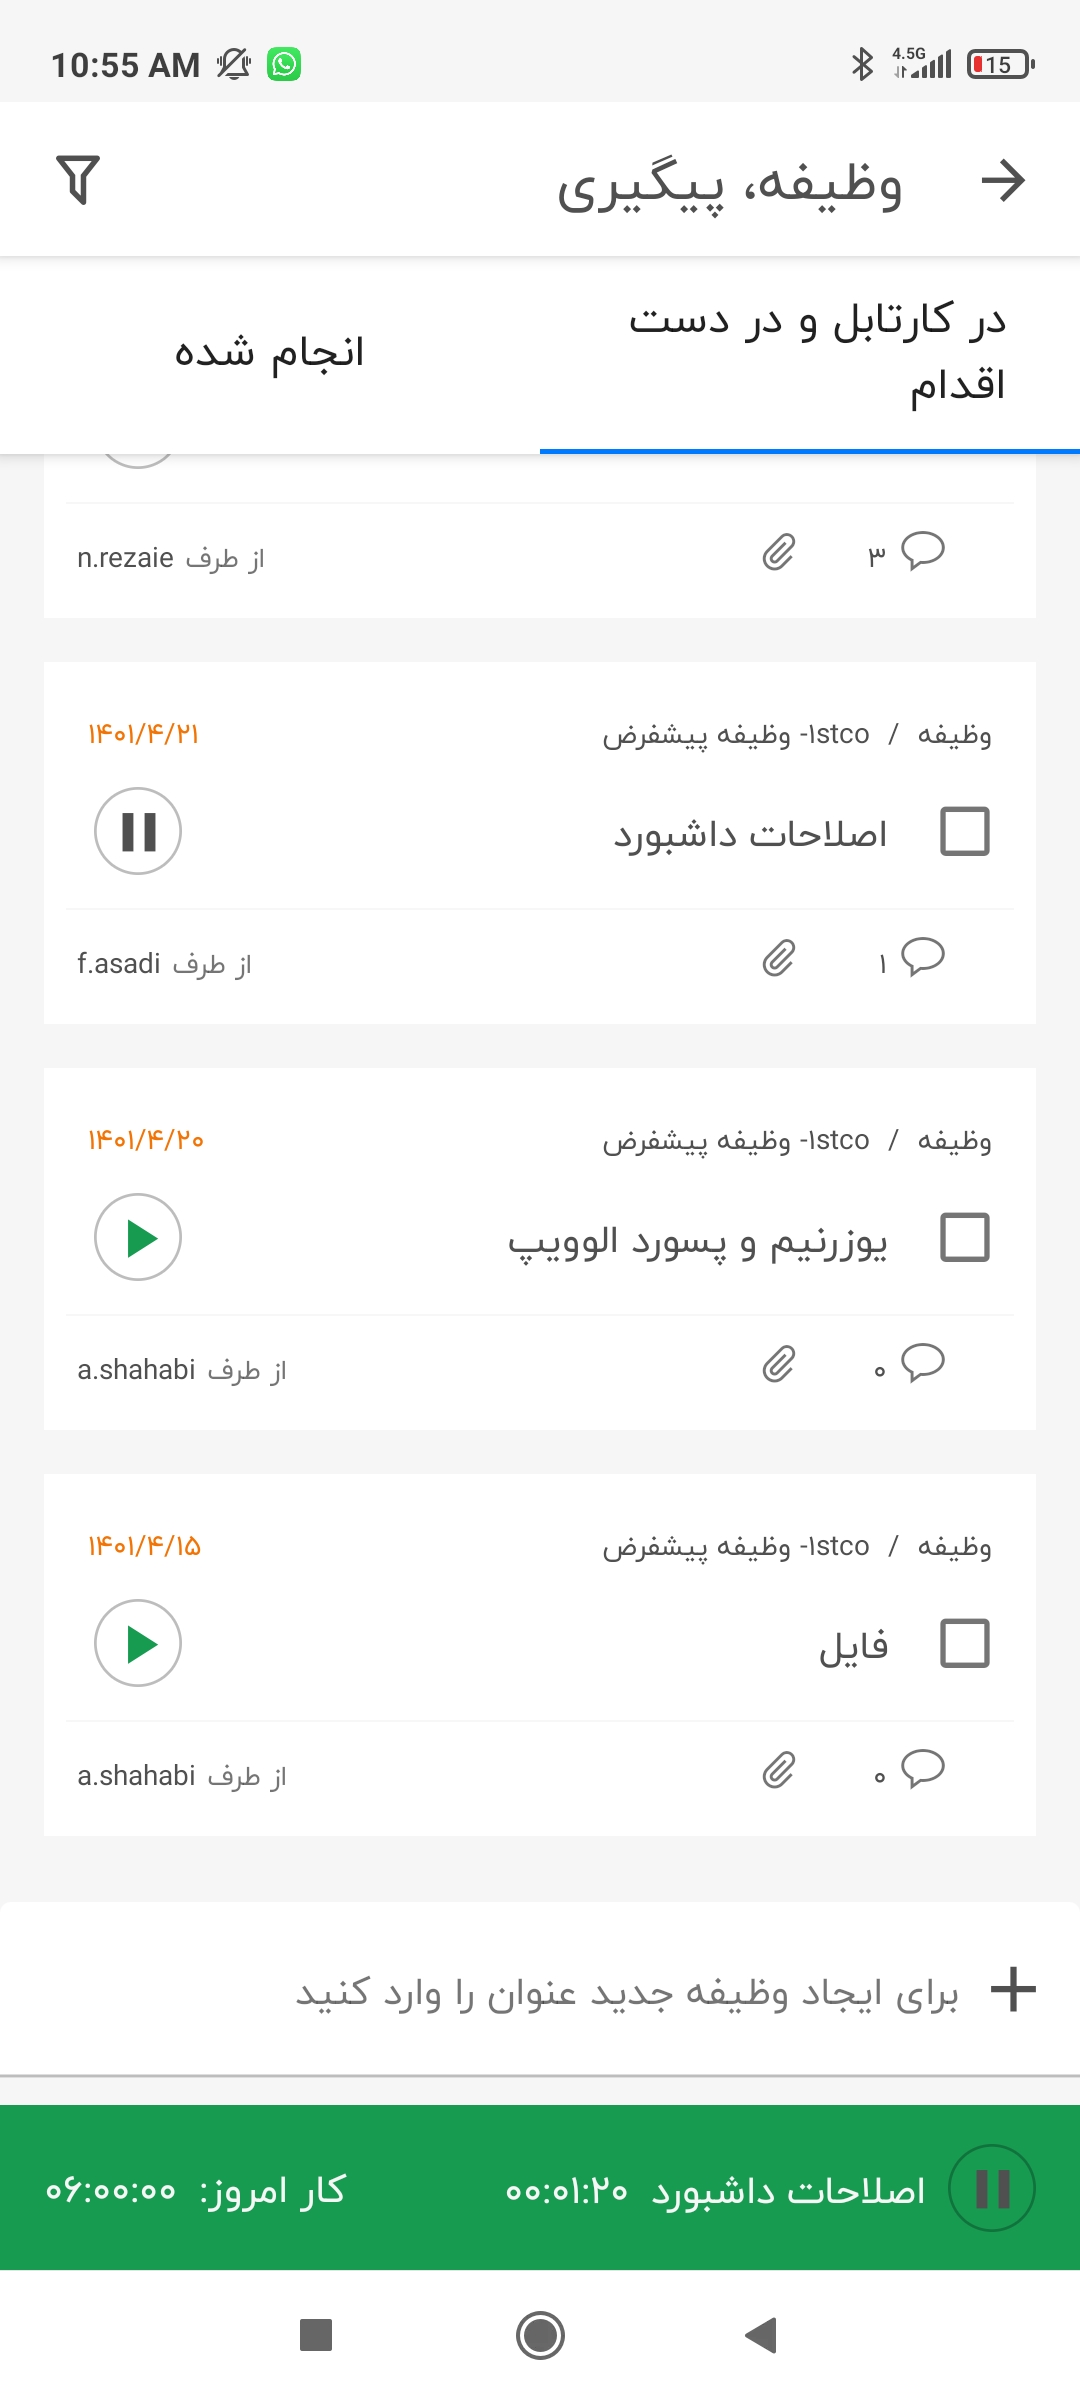 10:55 AM
4.5G
15
وظیفه، پیگیری
در کارتابل و در دست
اقدام
انجام شده
۳
از طرف n.rezaie
وظیفه / 1stco- وظیفه پیشفرض
۱۴۰۱/۴/۲۱
اصلاحات داشبورد
۱
از طرف f.asadi
وظیفه / 1stco- وظیفه پیشفرض
۱۴۰۱/۴/۲۰
یوزرنیم و پسورد الوویپ
۰
از طرف a.shahabi
وظیفه / 1stco- وظیفه پیشفرض
۱۴۰۱/۴/۱۵
فایل
۰
از طرف a.shahabi
برای ایجاد وظیفه جدید عنوان را وارد کنید
اصلاحات داشبورد ۰۰:۰۱:۲۰
کار امروز: ۰۶:۰۰:۰۰